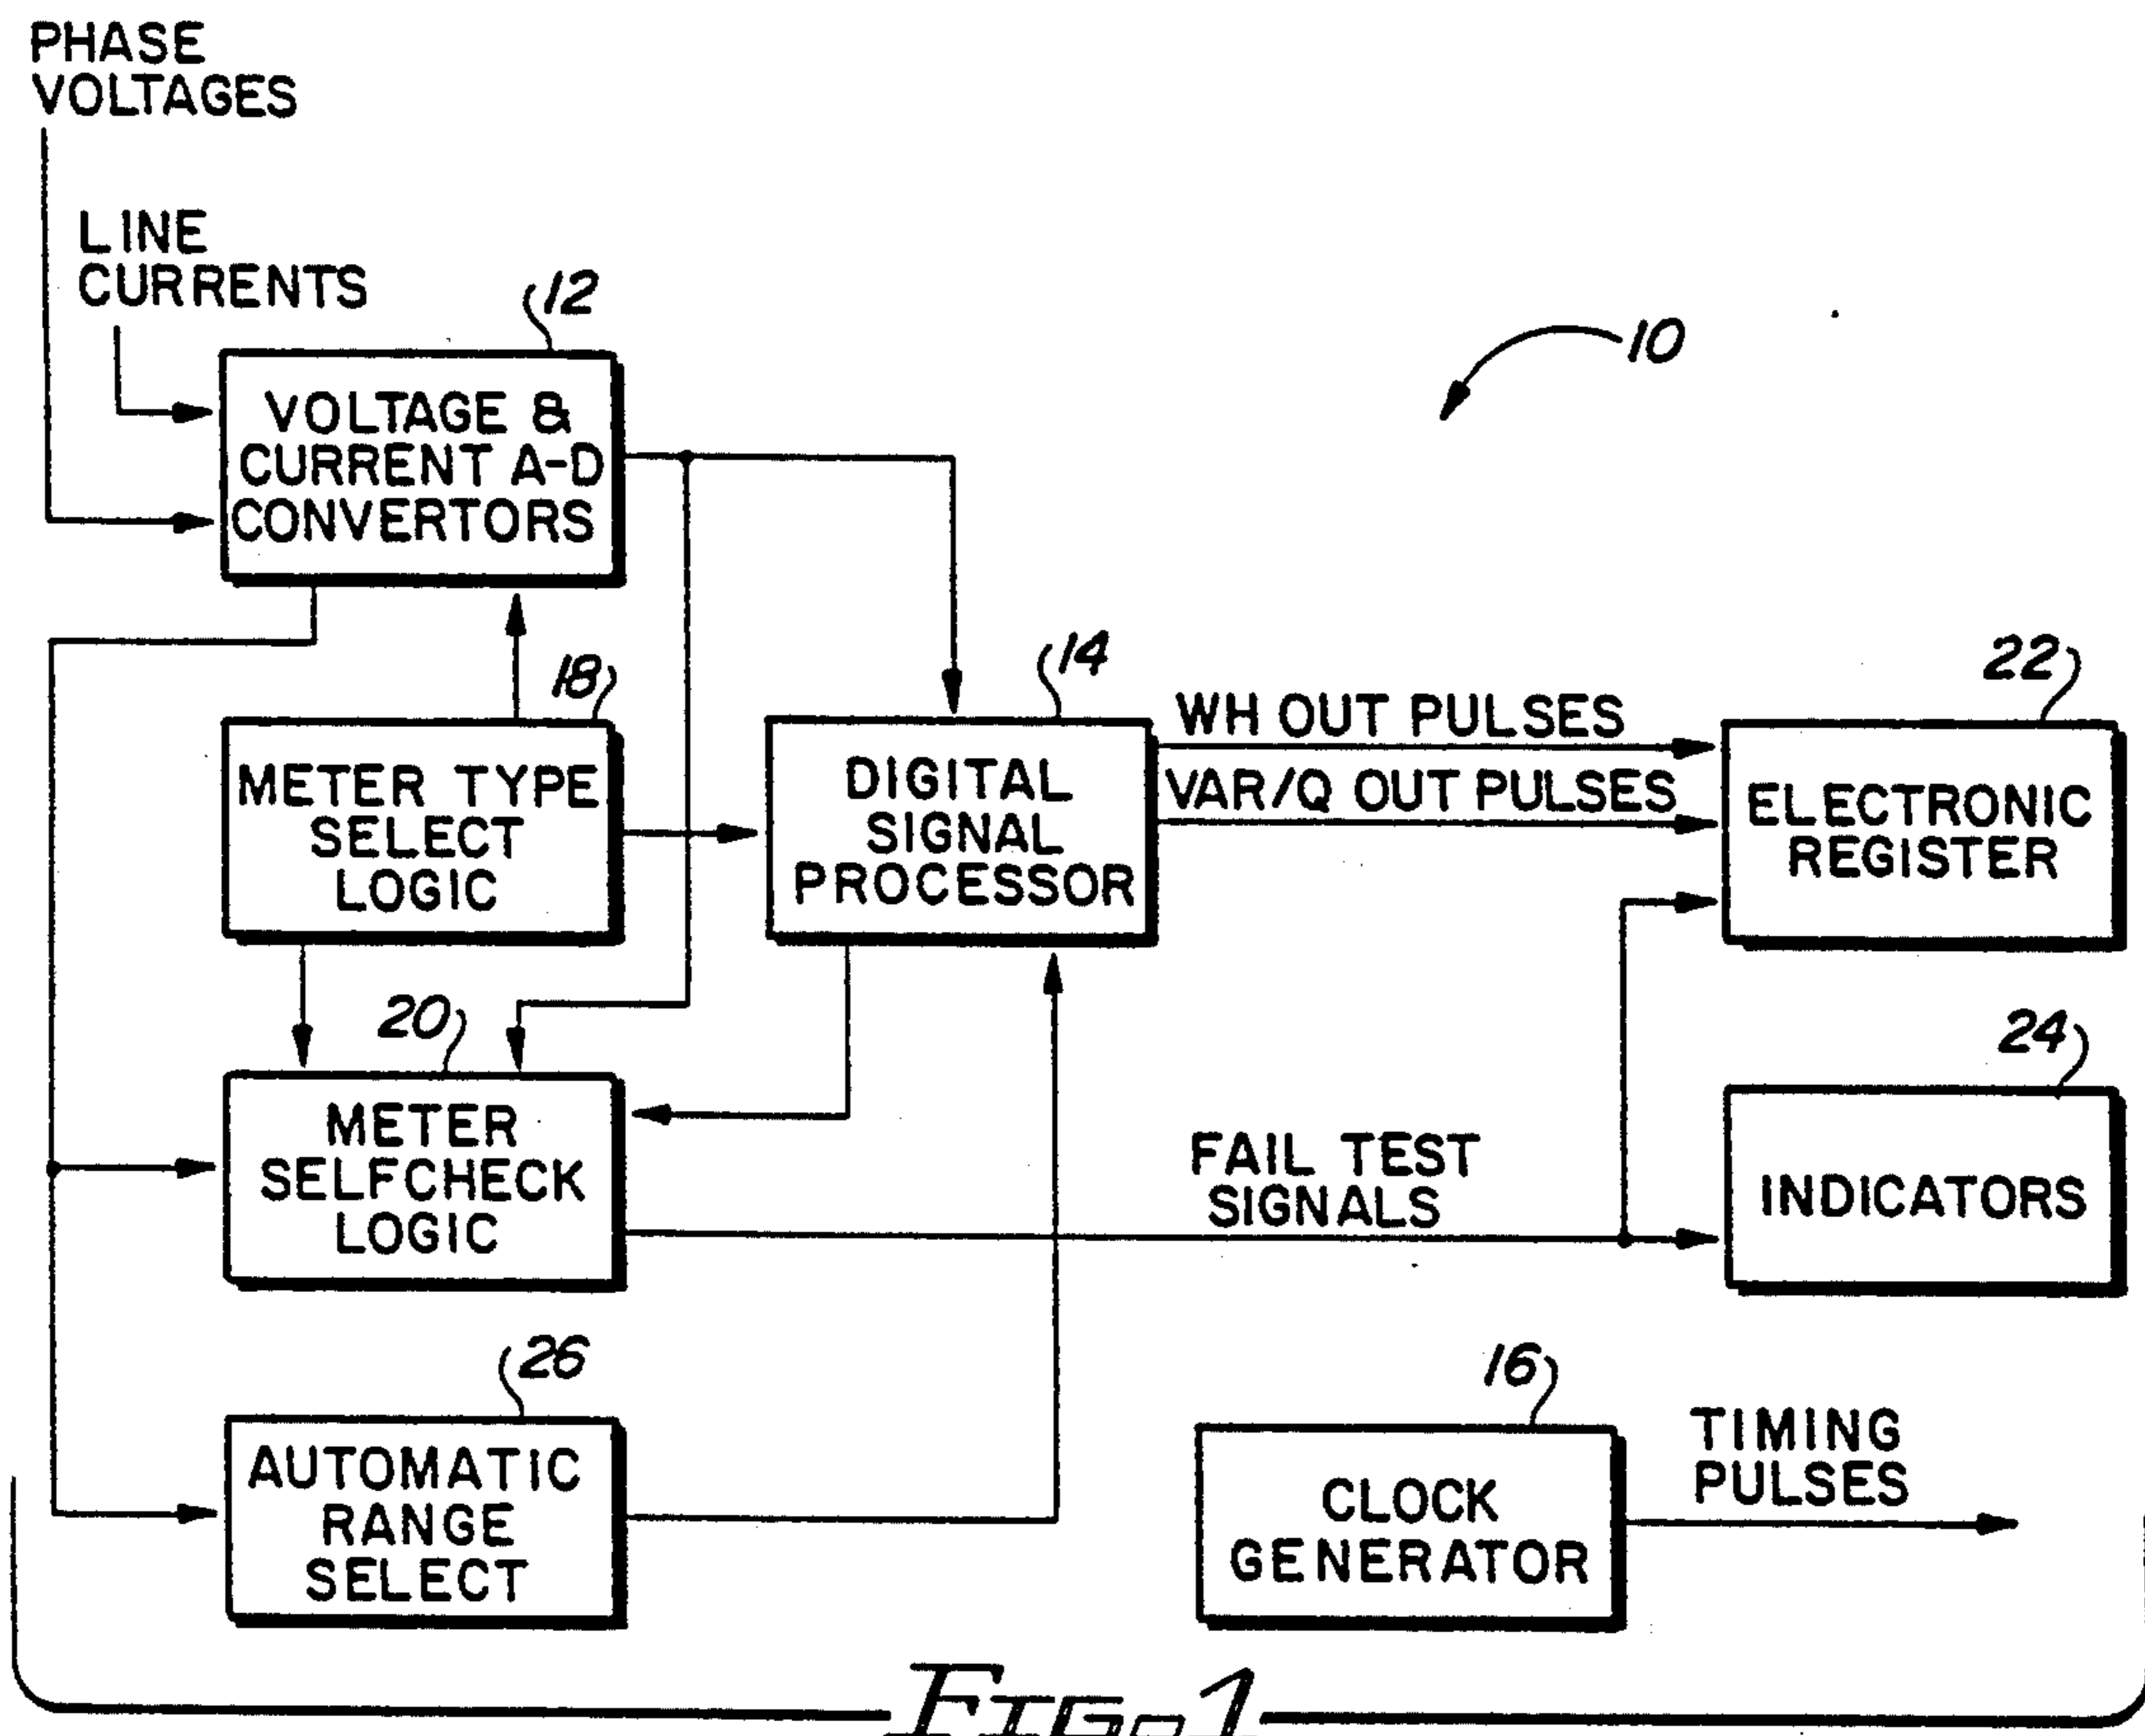 PHASE
VOLTAGES
LINE
CURRENTS
12
VOLTAGE &
CURRENT A-D
CONVERTORS
10
18
METER TYPE
SELECT
LOGIC
14
DIGITAL
SIGNAL
PROCESSOR
WH OUT PULSES
VAR/Q OUT PULSES
22
ELECTRONIC
REGISTER
20
METER
SELFCHECK
LOGIC
FAIL TEST
SIGNALS
24
INDICATORS
26
AUTOMATIC
RANGE
SELECT
16
CLOCK
GENERATOR
TIMING
PULSES
FIG. 1